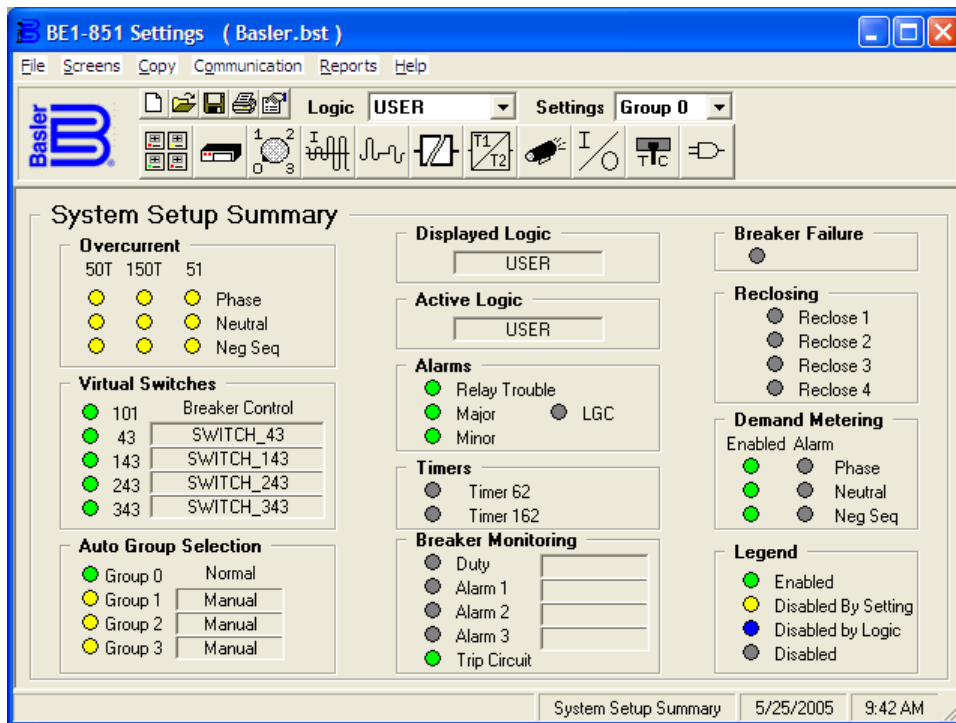 BE1-851 Settings ( Basler.bst )
File Screens Copy Communication Reports Help
Basler
B
Logic USER Settings Group 0
1 2 0 3 I T1 T2 I O T C
System Setup Summary
Overcurrent
50T 150T 51
Phase
Neutral
Neg Seq
Virtual Switches
101 Breaker Control
43 SWITCH_43
143 SWITCH_143
243 SWITCH_243
343 SWITCH_343
Auto Group Selection
Group 0 Normal
Group 1 Manual
Group 2 Manual
Group 3 Manual
Displayed Logic
USER
Active Logic
USER
Alarms
Relay Trouble
Major LGC
Minor
Timers
Timer 62
Timer 162
Breaker Monitoring
Duty
Alarm 1
Alarm 2
Alarm 3
Trip Circuit
Breaker Failure
Reclosing
Reclose 1
Reclose 2
Reclose 3
Reclose 4
Demand Metering
Enabled Alarm
Phase
Neutral
Neg Seq
Legend
Enabled
Disabled By Setting
Disabled by Logic
Disabled
System Setup Summary 5/25/2005 9:42 AM